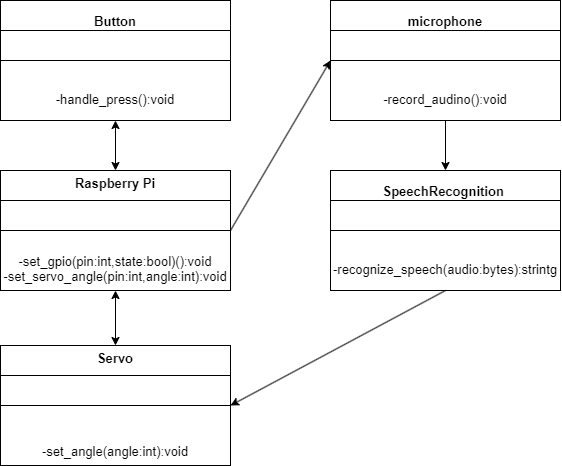 Button
-handle_press():void
microphone
-record_audino():void
Raspberry Pi
-set_gpio(pin:int,state:bool)():void
-set_servo_angle(pin:int,angle:int):void
SpeechRecognition
-recognize_speech(audio:bytes):strintg
Servo
-set_angle(angle:int):void